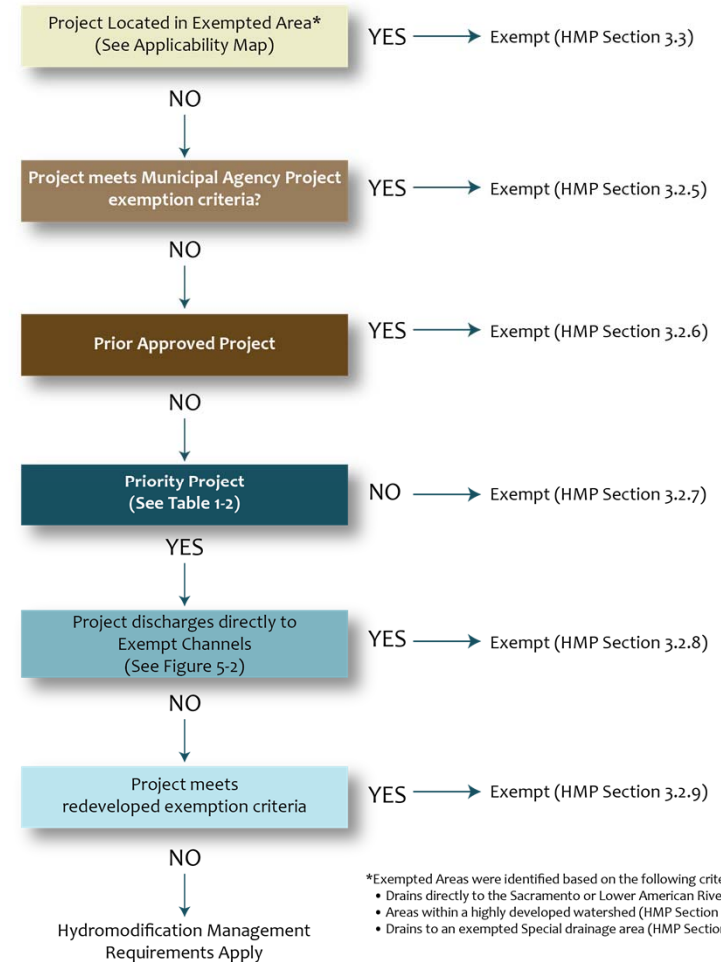 Project Located in Exempted Area*
(See Applicability Map)
YES
Exempt (HMP Section 3.3)
NO
Project meets Municipal Agency Project
exemption criteria?
YES
Exempt (HMP Section 3.2.5)
NO
Prior Approved Project
YES
Exempt (HMP Section 3.2.6)
NO
Priority Project
(See Table 1-2)
NO
Exempt (HMP Section 3.2.7)
YES
Project discharges directly to
Exempt Channels
(See Figure 5-2)
YES
Exempt (HMP Section 3.2.8)
NO
Project meets
redeveloped exemption criteria
YES
Exempt (HMP Section 3.2.9)
NO
Hydromodification Management
Requirements Apply
*Exempted Areas were identified based on the following
• Drains directly to the Sacramento or Lower American
• Areas within a highly developed watershed (HMP Section
• Drains to an exempted Special drainage area (HMP